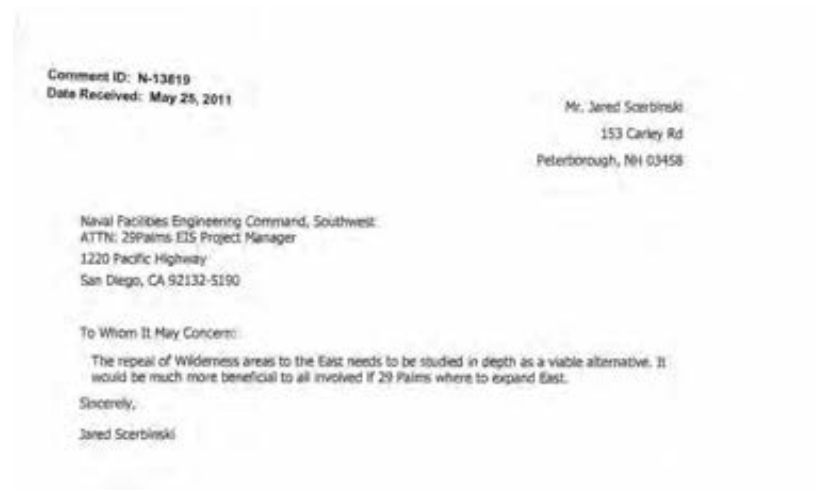 Comment ID: N-13619
Date Received: May 25, 2011
Mr. Jared Scerbinski
153 Carley Rd
Peterborough, NH 03458
Naval Facilities Engineering Command, Southwest
ATTN: 29Palms EIS Project Manager
1220 Pacific Highway
San Diego, CA 92132-5190
To Whom It May Concern:
The repeal of Wilderness areas to the East needs to be studied in depth as a viable alternative. It
would be much more beneficial to all involved if 29 Palms where to expand East.
Sincerely,
Jared Scerbinski